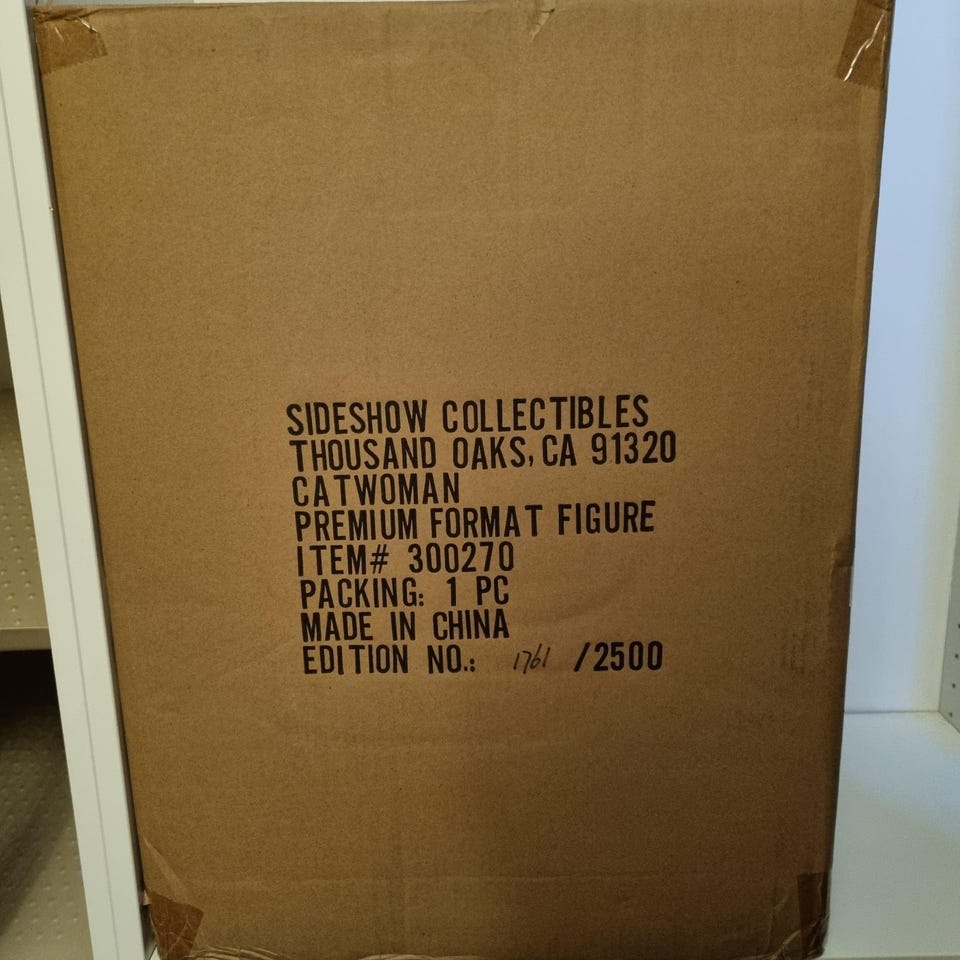 SIDESHOW COLLECTIBLES
THOUSAND OAKS, CA 91320
CATWOMAN
PREMIUM FORMAT FIGURE
ITEM# 300270
PACKING: 1 PC
MADE IN CHINA
EDITION NO.: 1761 /2500